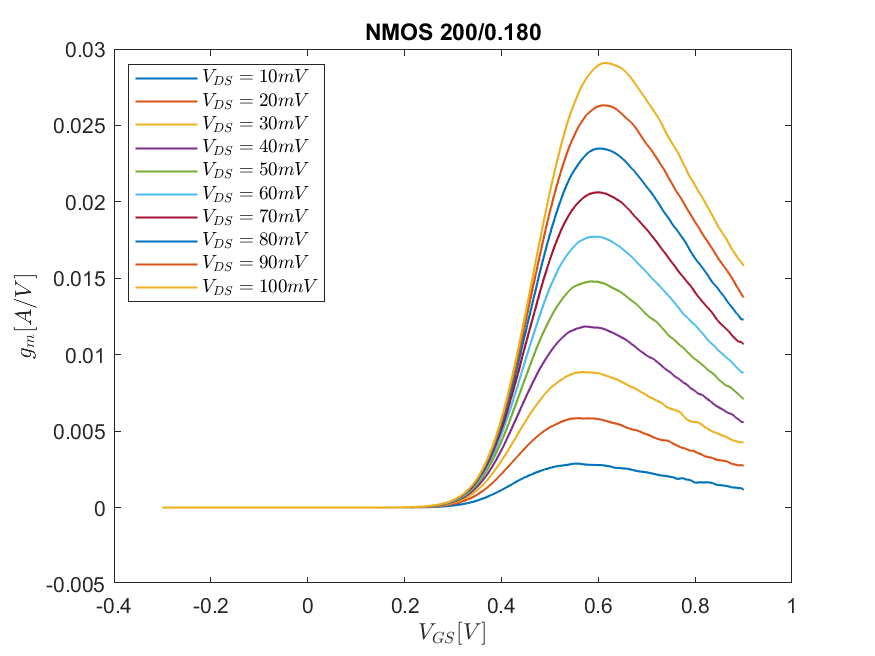 NMOS 200/0.180
0.03
0.025
0.02
0.015
0.01
0.005
0
-0.005
g_m[A/V]
V_DS = 10mV
V_DS = 20mV
V_DS = 30mV
V_DS = 40mV
V_DS = 50mV
V_DS = 60mV
V_DS = 70mV
V_DS = 80mV
V_DS = 90mV
V_DS = 100mV
-0.4 -0.2 0 0.2 0.4 0.6 0.8 1
V_GS[V]